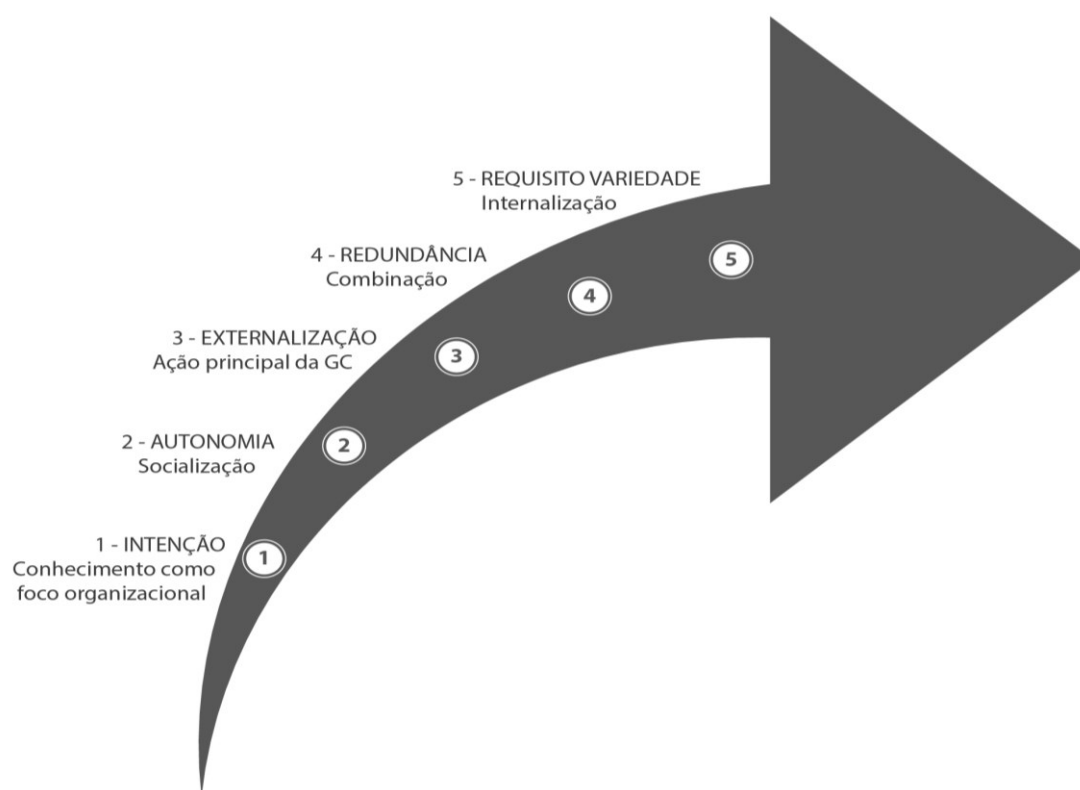 5 - REQUISITO VARIEDADE
Internalização
4 - REDUNDÂNCIA
Combinação
3 - EXTERNALIZAÇÃO
Ação principal da GC
2 - AUTONOMIA
Socialização
1 - INTENÇÃO
Conhecimento como
foco organizacional
5
4
3
2
1